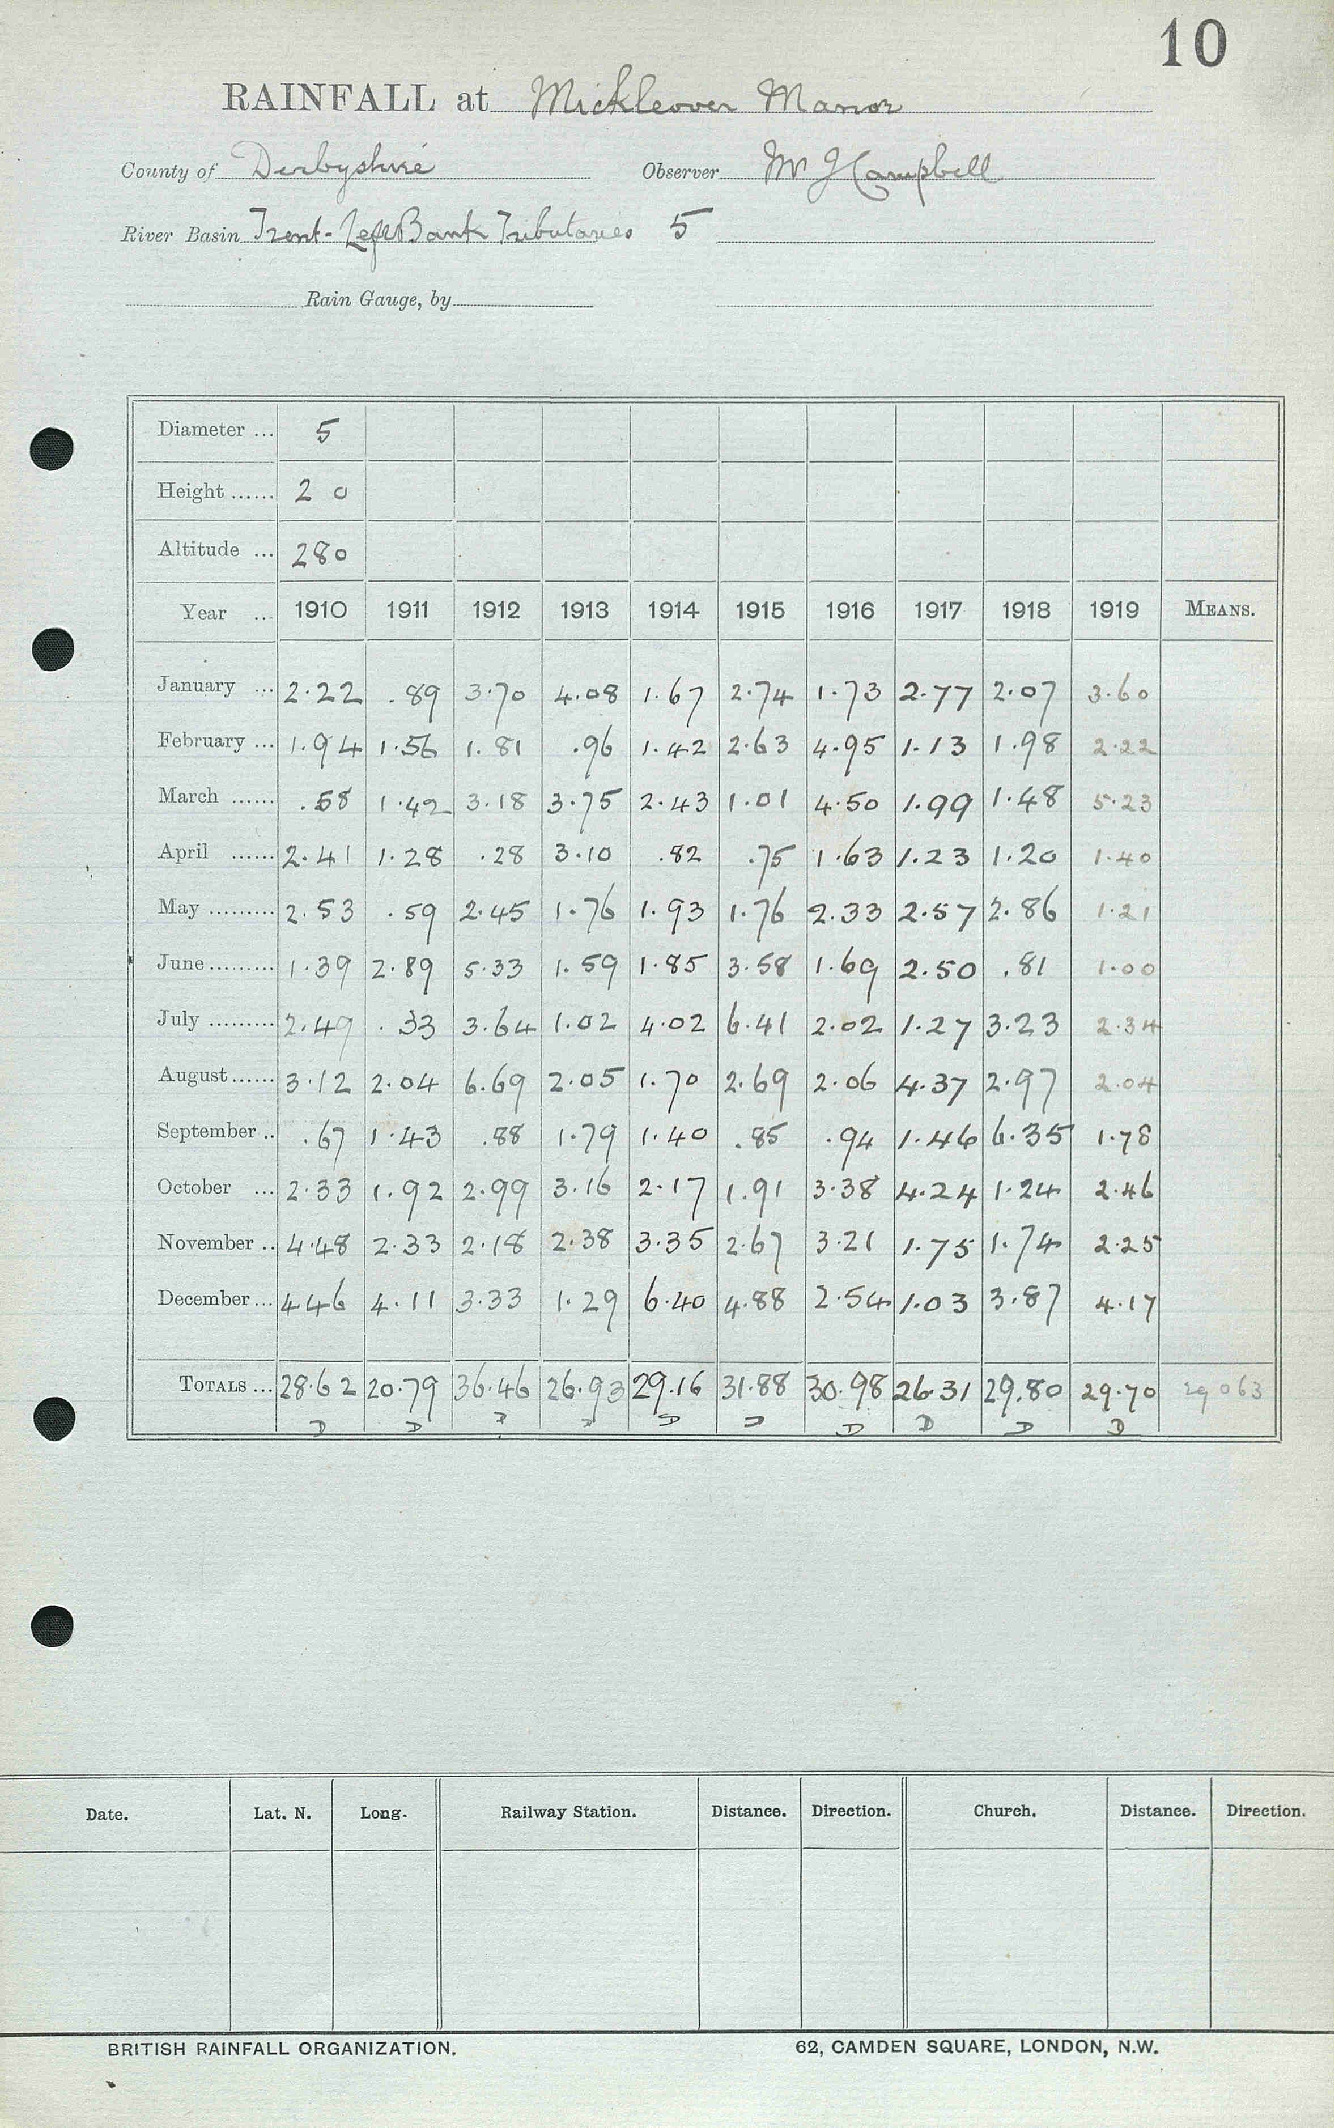 10
RAINFALL at Mickleover Manor
County of Derbyshire Observer Mr J Campbell
River Basin Trent-Left Bank Tributaries 5
Rain Gauge, by
Diameter ... 5
Height ...... 2 0
Altitude ... 280
Year ... 1910 1911 1912 1913 1914 1915 1916 1917 1918 1919 MEANS.
January ... 2.22 .89 3.70 4.08 1.67 2.74 1.73 2.77 2.07 3.60
February ... 1.94 1.56 1.81 .96 1.42 2.63 4.95 1.13 1.98 2.22
March ...... .58 1.42 3.18 3.75 2.43 1.01 4.50 1.99 1.48 5.23
April ...... 2.41 1.28 .28 3.10 .82 .75 1.63 1.23 1.20 1.40
May ......... 2.53 .59 2.45 1.76 1.93 1.76 2.33 2.57 2.86 1.21
June ......... 1.39 2.89 5.33 1.59 1.85 3.58 1.69 2.50 .81 1.00
July ......... 2.49 .33 3.64 1.02 4.02 6.41 2.02 1.27 3.23 2.34
August ...... 3.12 2.04 6.69 2.05 1.70 2.69 2.06 4.37 2.97 2.04
September .. .67 1.43 .88 1.79 1.40 .85 .94 1.46 6.35 1.78
October ... 2.33 1.92 2.99 3.16 2.17 1.91 3.38 4.24 1.24 2.46
November .. 4.48 2.33 2.18 2.38 3.35 2.67 3.21 1.75 1.74 2.25
December ... 4.46 4.11 3.33 1.29 6.40 4.88 2.54 1.03 3.87 4.17
TOTALS ... 28.62 20.79 36.46 26.93 29.16 31.88 30.98 26.31 29.80 29.70 29 063
D D D D D D D D D D
Date. Lat. N. Long. Railway Station. Distance. Direction. Church. Distance. Direction.
BRITISH RAINFALL ORGANIZATION. 62, CAMDEN SQUARE, LONDON, N.W.